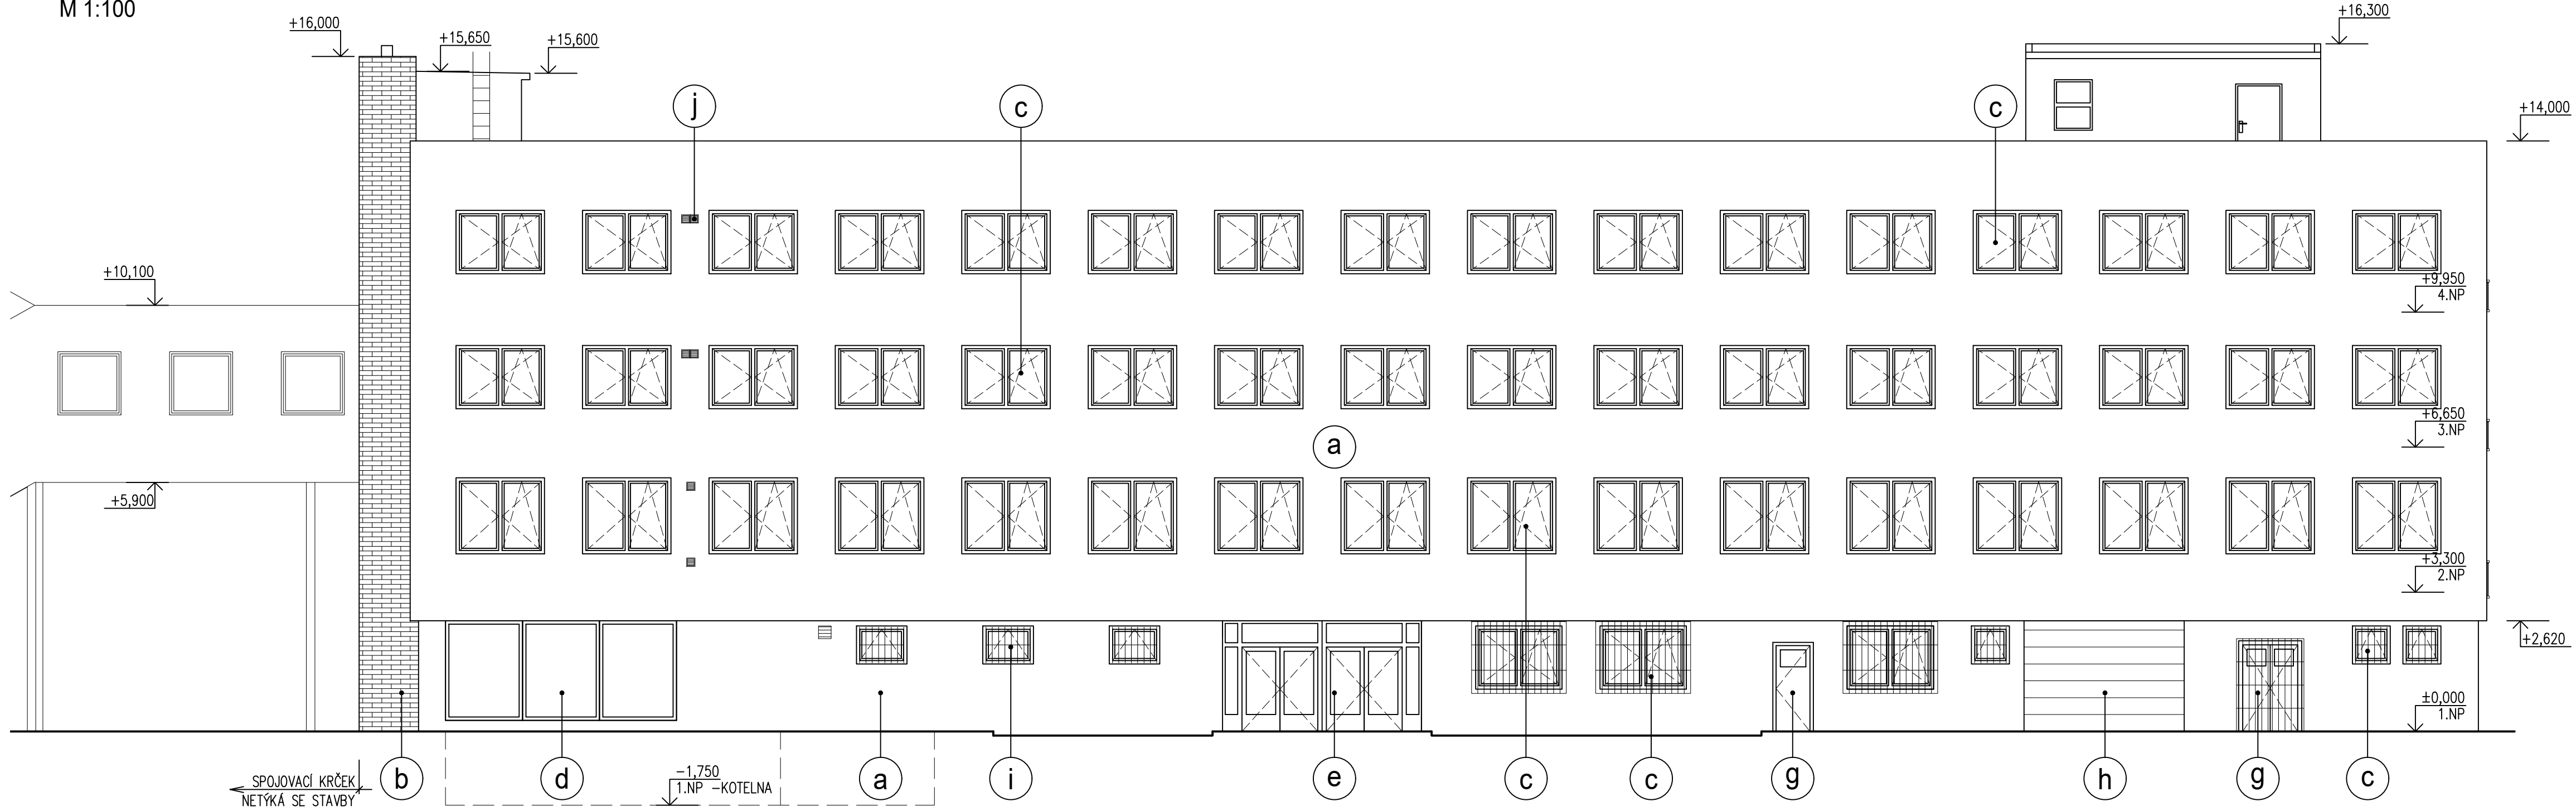 M 1:100
+16,000
+15,650
+15,600
+16,300
+14,000
j
c
c
+10,100
+9,950
4.NP
+6,650
3.NP
a
+5,900
+3,300
2.NP
+2,620
±0,000
1.NP
b
d
a
i
e
c
c
g
h
g
c
-1,750
1.NP -KOTELNA
SPOJOVACÍ KRČEK
NETÝKÁ SE STAVBY